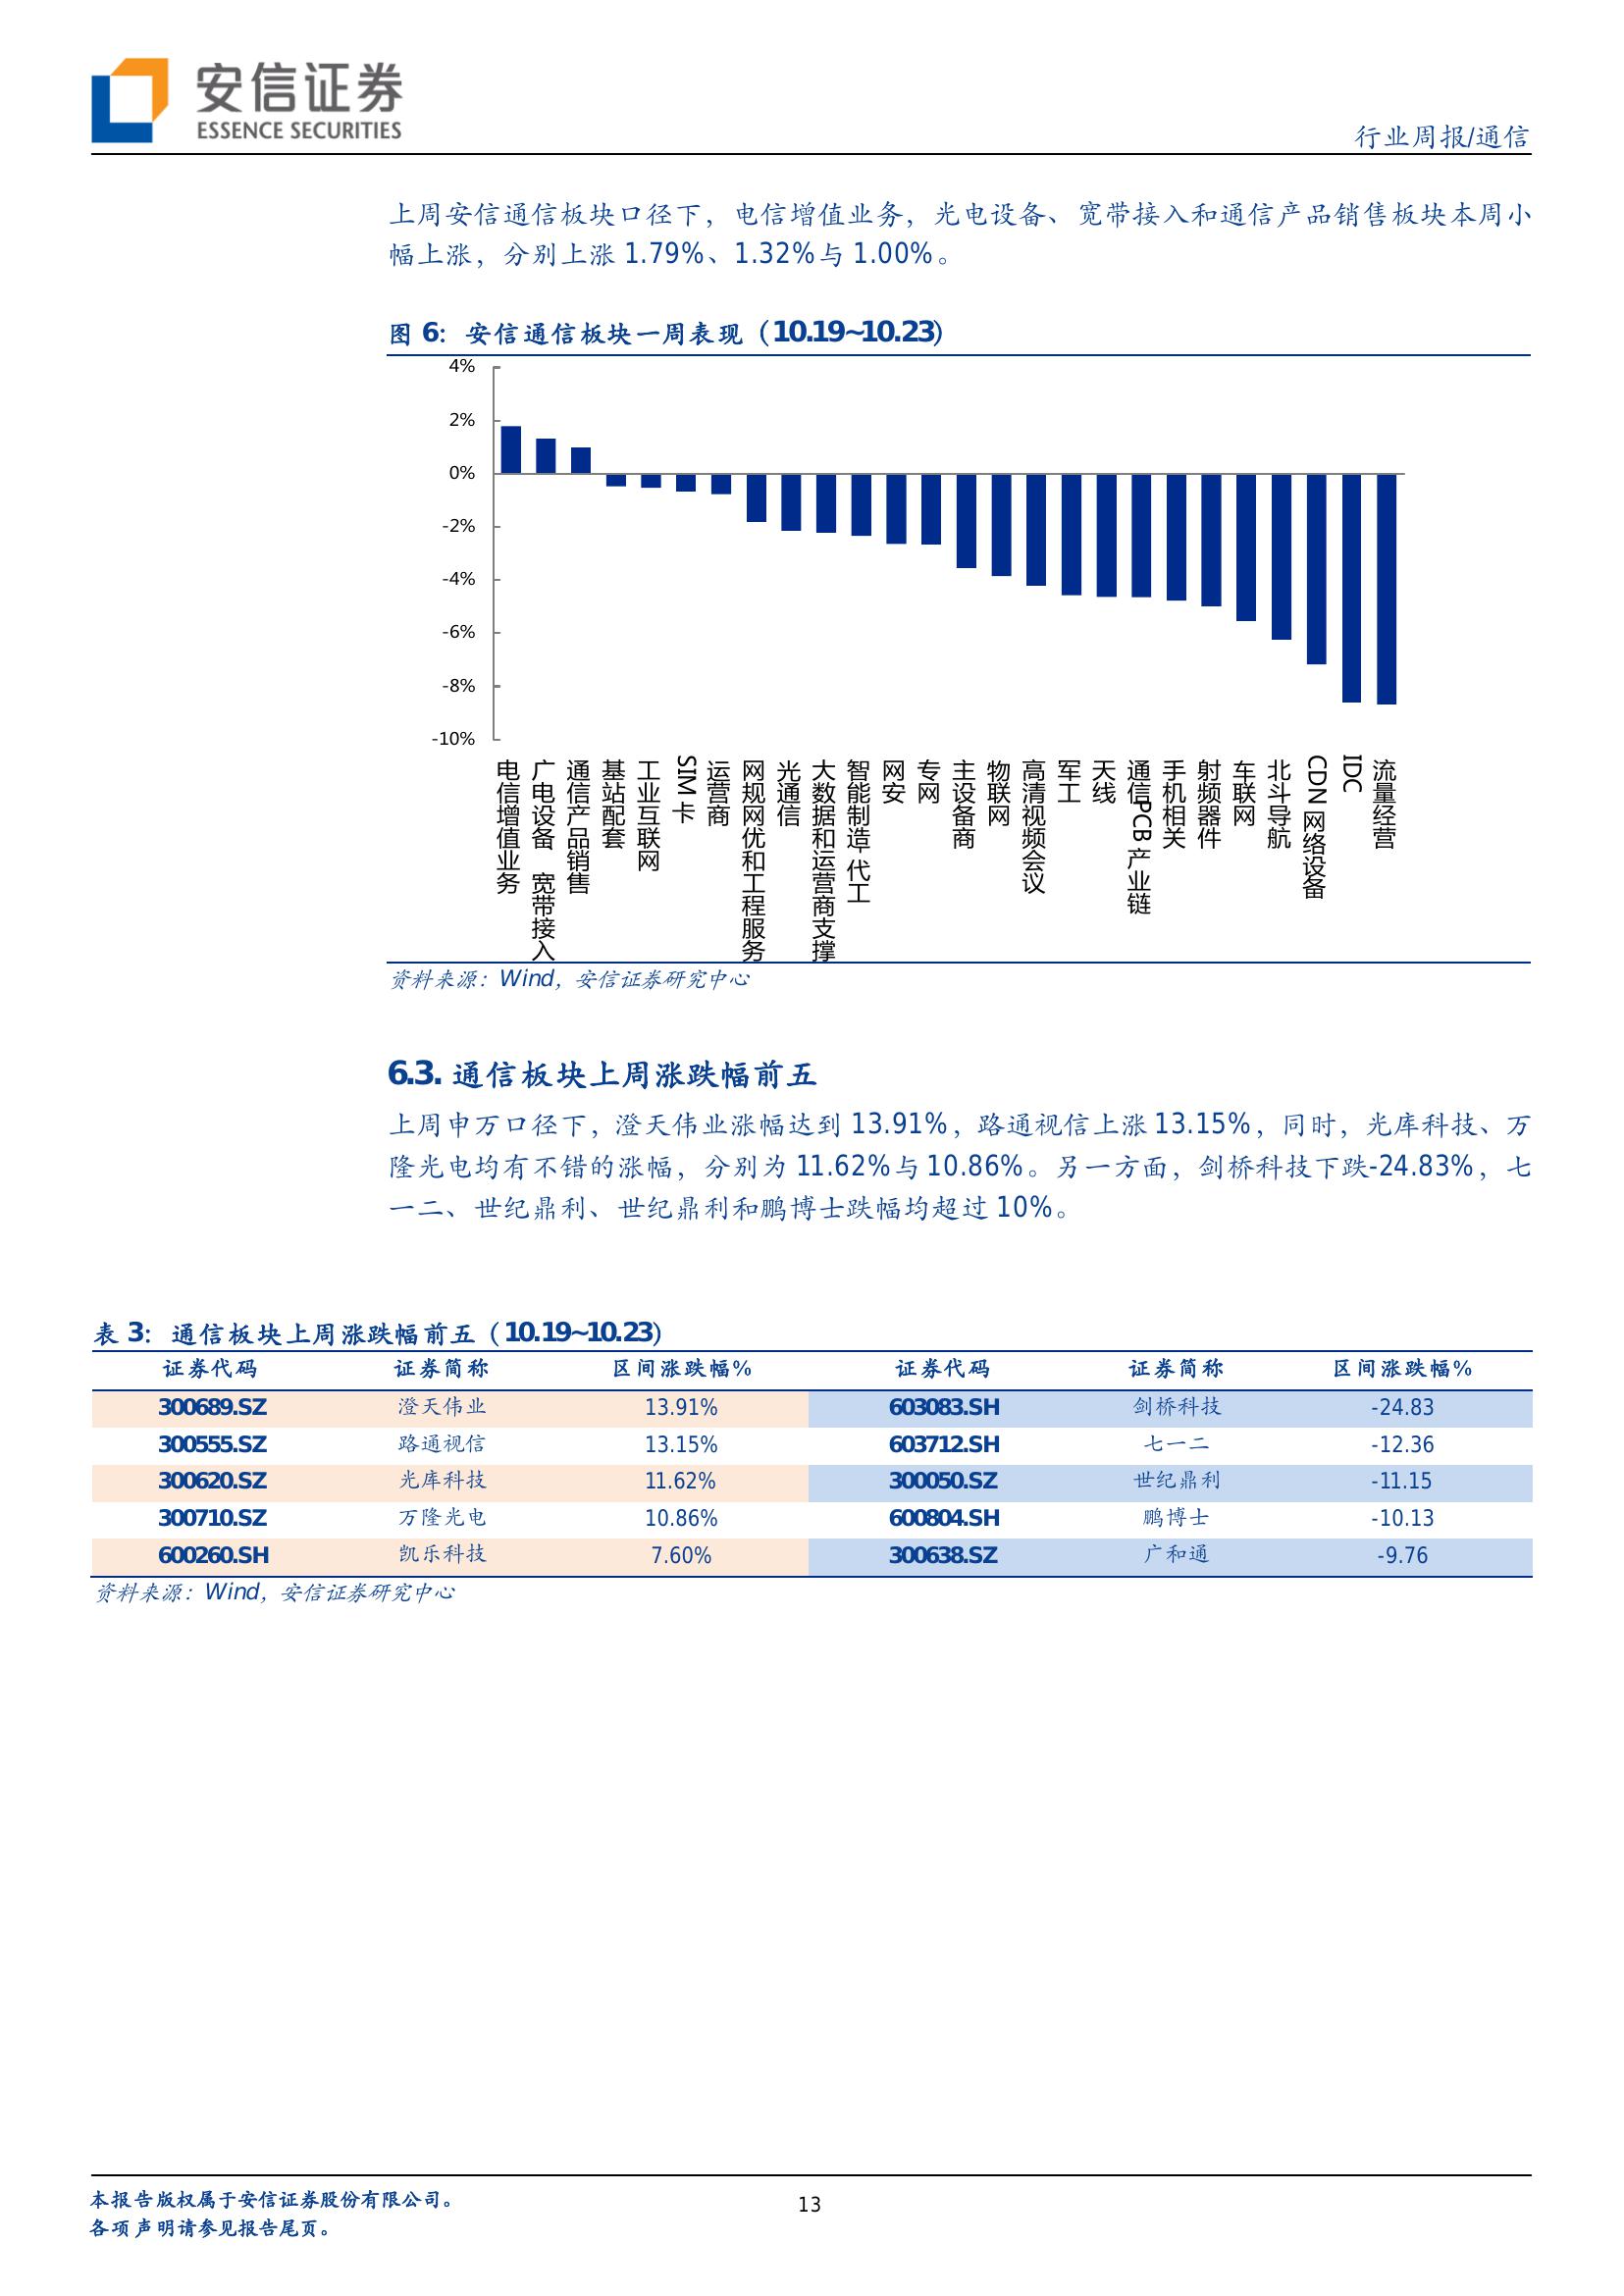 安信证券
ESSENCE SECURITIES
行业周报/通信
上周安信通信板块口径下，电信增值业务，光电设备、宽带接入和通信产品销售板块本周小
幅上涨，分别上涨 1.79%、1.32%与 1.00%。
图 6：安信通信板块一周表现（10.19~10.23）
4%
2%
0%
-2%
-4%
-6%
-8%
-10%
电信增值业务
广电设备 宽带接入
通信产品销售
基站配套
工业互联网
SIM 卡
运营商
网规网优和工程服务
光通信
大数据和运营商支撑
智能制造 代工
网安
专网
主设备商
物联网
高清视频会议
军工
天线
通信PCB 产业链
手机相关
射频器件
车联网
北斗导航
CDN 网络设备
IDC
流量经营
资料来源：Wind，安信证券研究中心
6.3. 通信板块上周涨跌幅前五
上周申万口径下，澄天伟业涨幅达到 13.91%，路通视信上涨 13.15%，同时，光库科技、万
隆光电均有不错的涨幅，分别为 11.62%与 10.86%。另一方面，剑桥科技下跌-24.83%，七
一二、世纪鼎利、世纪鼎利和鹏博士跌幅均超过 10%。
表 3：通信板块上周涨跌幅前五（10.19~10.23）
证券代码 证券简称 区间涨跌幅% 证券代码 证券简称 区间涨跌幅%
300689.SZ 澄天伟业 13.91% 603083.SH 剑桥科技 -24.83
300555.SZ 路通视信 13.15% 603712.SH 七一二 -12.36
300620.SZ 光库科技 11.62% 300050.SZ 世纪鼎利 -11.15
300710.SZ 万隆光电 10.86% 600804.SH 鹏博士 -10.13
600260.SH 凯乐科技 7.60% 300638.SZ 广和通 -9.76
资料来源：Wind，安信证券研究中心
本报告版权属于安信证券股份有限公司。
各项声明请参见报告尾页。
13